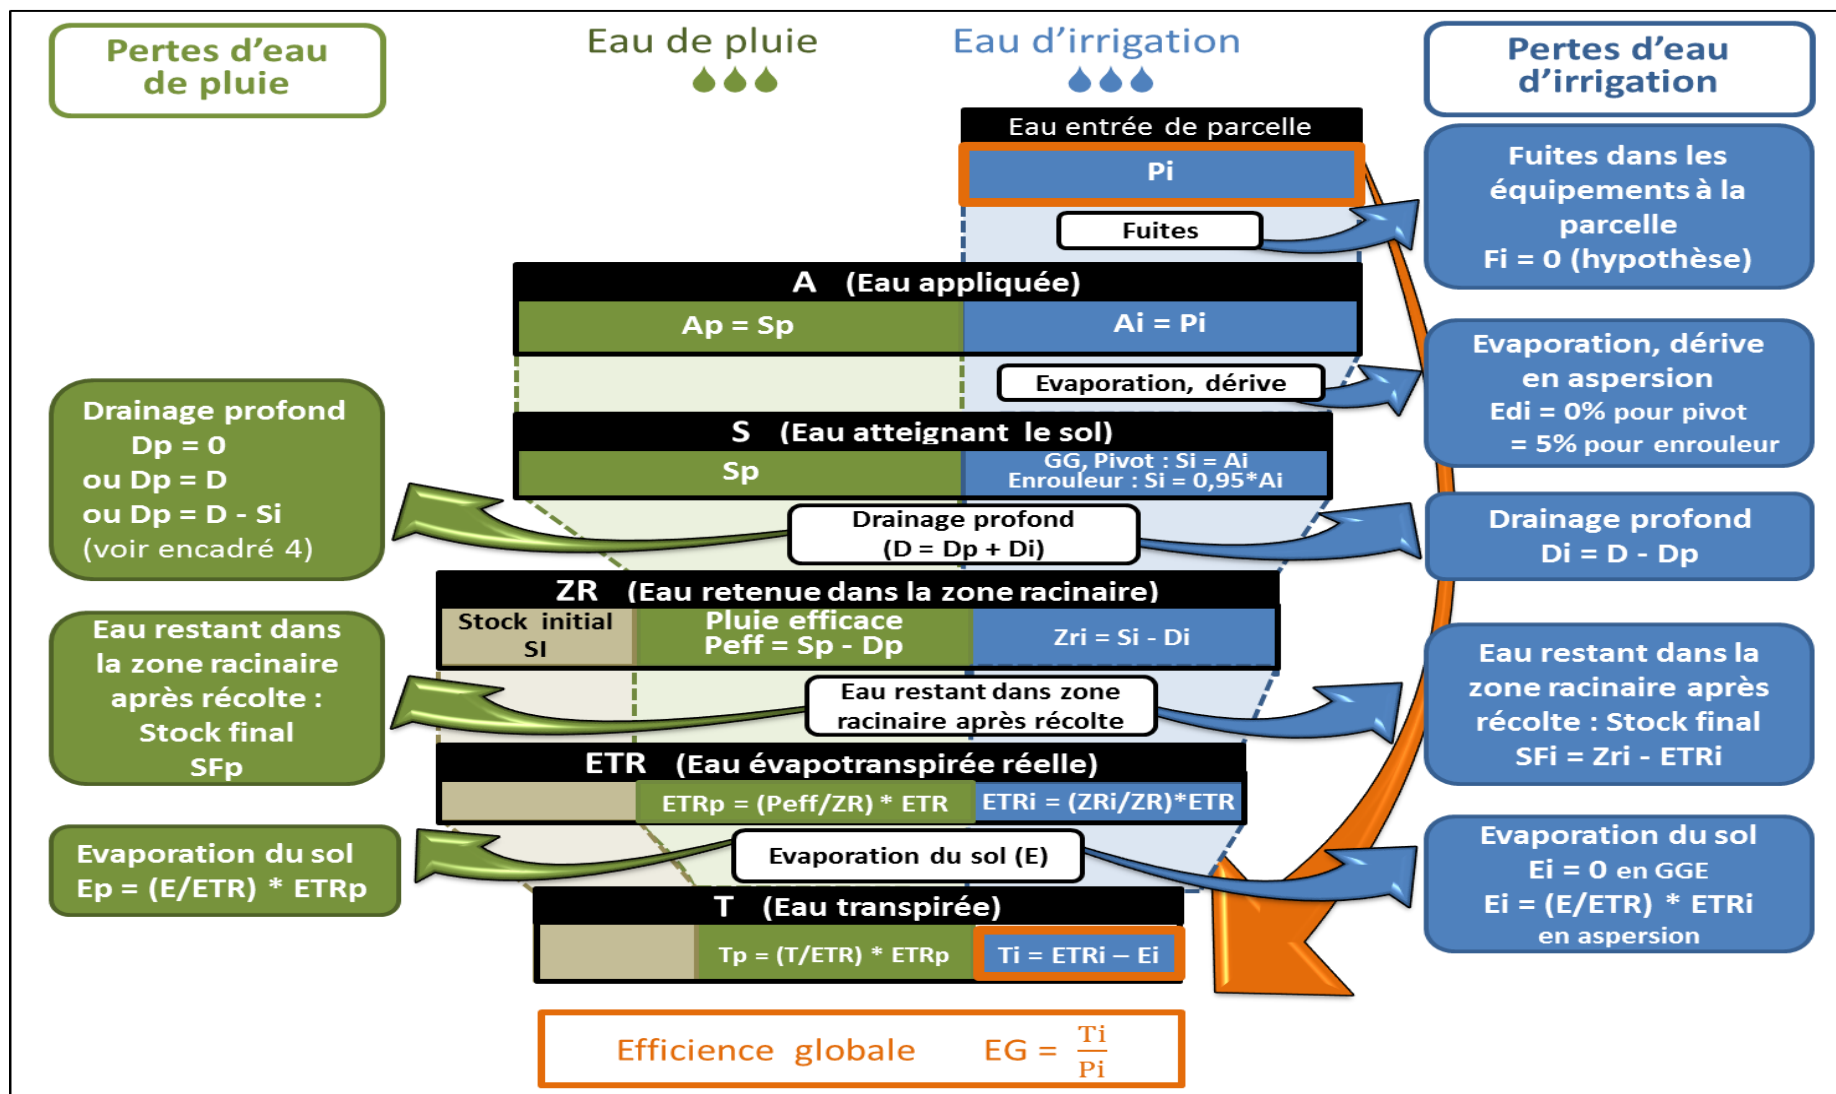 Pertes d'eau
de pluie
Eau de pluie
Eau d'irrigation
Pertes d'eau
d'irrigation
Eau entrée de parcelle
Pi
Fuites
Fuites dans les
équipements à la
parcelle
Fi = 0 (hypothèse)
A (Eau appliquée)
Ap = Sp
Ai = Pi
Evaporation, dérive
Evaporation, dérive
en aspersion
Edi = 0% pour pivot
= 5% pour enrouleur
S (Eau atteignant le sol)
Sp
GG, Pivot : Si = Ai
Enrouleur : Si = 0,95*Ai
Drainage profond
Dp = 0
ou Dp = D
ou Dp = D - Si
(voir encadré 4)
Drainage profond
(D = Dp + Di)
Drainage profond
Di = D - Dp
ZR (Eau retenue dans la zone racinaire)
Stock initial
SI
Pluie efficace
Peff = Sp - Dp
Zri = Si - Di
Eau restant dans
la zone racinaire
après récolte :
Stock final
SFp
Eau restant dans zone
racinaire après récolte
Eau restant dans la
zone racinaire après
récolte : Stock final
SFi = Zri - ETRi
ETR (Eau évapotranspirée réelle)
ETRp = (Peff/ZR) * ETR
ETRi = (ZRi/ZR)*ETR
Evaporation du sol
Ep = (E/ETR) * ETRp
Evaporation du sol (E)
Evaporation du sol
Ei = 0 en GGE
Ei = (E/ETR) * ETRi
en aspersion
T (Eau transpirée)
Tp = (T/ETR) * ETRp
Ti = ETRi – Ei
Efficience globale EG = Ti
Pi